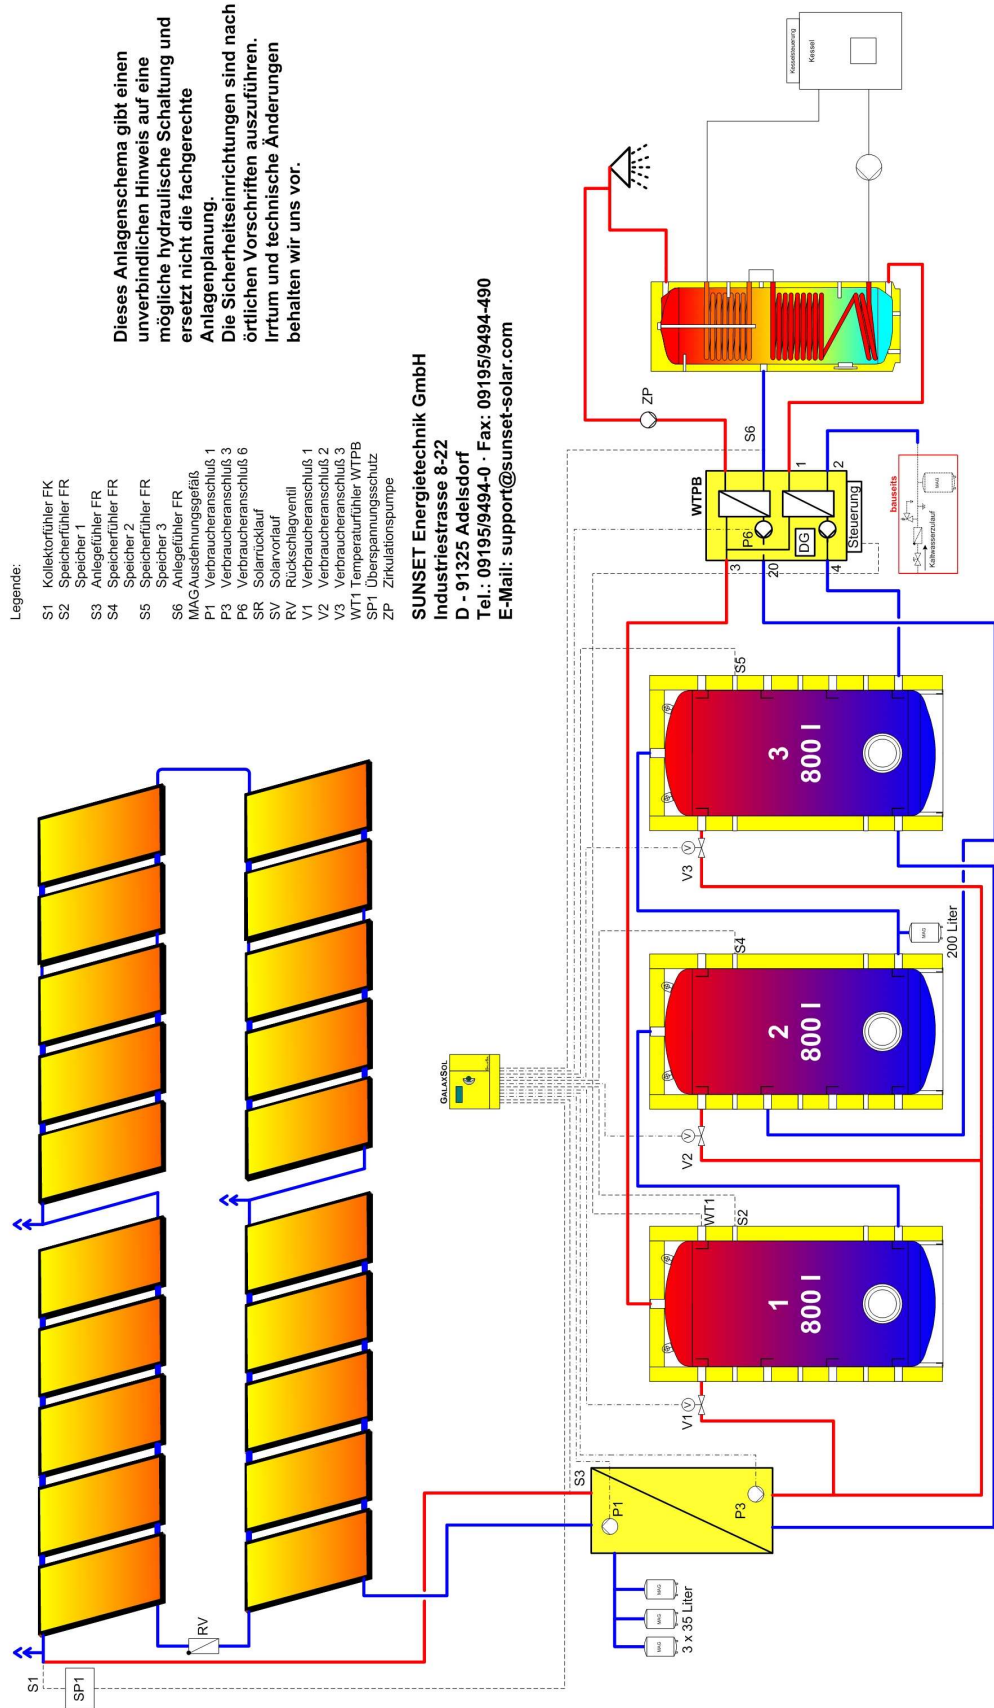 Legende:
S1 Kollektorfühler FK
S2 Speicherfühler FR
Speicher 1
S3 Anlegefühler FR
S4 Speicherfühler FR
Speicher 2
S5 Speicherfühler FR
Speicher 3
S6 Anlegefühler FR
MAG Ausdehnungsgefäß
P1 Verbraucheranschluß 1
P3 Verbraucheranschluß 3
P6 Verbraucheranschluß 6
SR Solarrücklauf
SV Solarvorlauf
RV Rückschlagventil
V1 Verbraucheranschluß 1
V2 Verbraucheranschluß 2
V3 Verbraucheranschluß 3
WT1 Temperaturfühler WTPB
SP1 Überspannungsschutz
ZP Zirkulationspumpe
SUNSET Energietechnik GmbH
Industriestrasse 8-22
D - 91325 Adelsdorf
Tel.: 09195/9494-0 · Fax: 09195/9494-490
E-Mail: support@sunset-solar.com
Dieses Anlagenschema gibt einen
unverbindlichen Hinweis auf eine
mögliche hydraulische Schaltung und
ersetzt nicht die fachgerechte
Anlagenplanung.
Die Sicherheitseinrichtungen sind nach
örtlichen Vorschriften auszuführen.
Irrtum und technische Änderungen
behalten wir uns vor.
S1
SP1
RV
GALAXSOL
S3
P1
P3
MAG
MAG
MAG
3 x 35 Liter
V1
V
WT1
S2
1
800 l
V2
V
S4
2
800 l
MAG
200 Liter
V3
V
S5
3
800 l
WTPB
3
20
4
P6
DG
1
2
Steuerung
S6
ZP
bauseits
MAG
Kaltwasserzulauf
Kesselsteuerung
Kessel